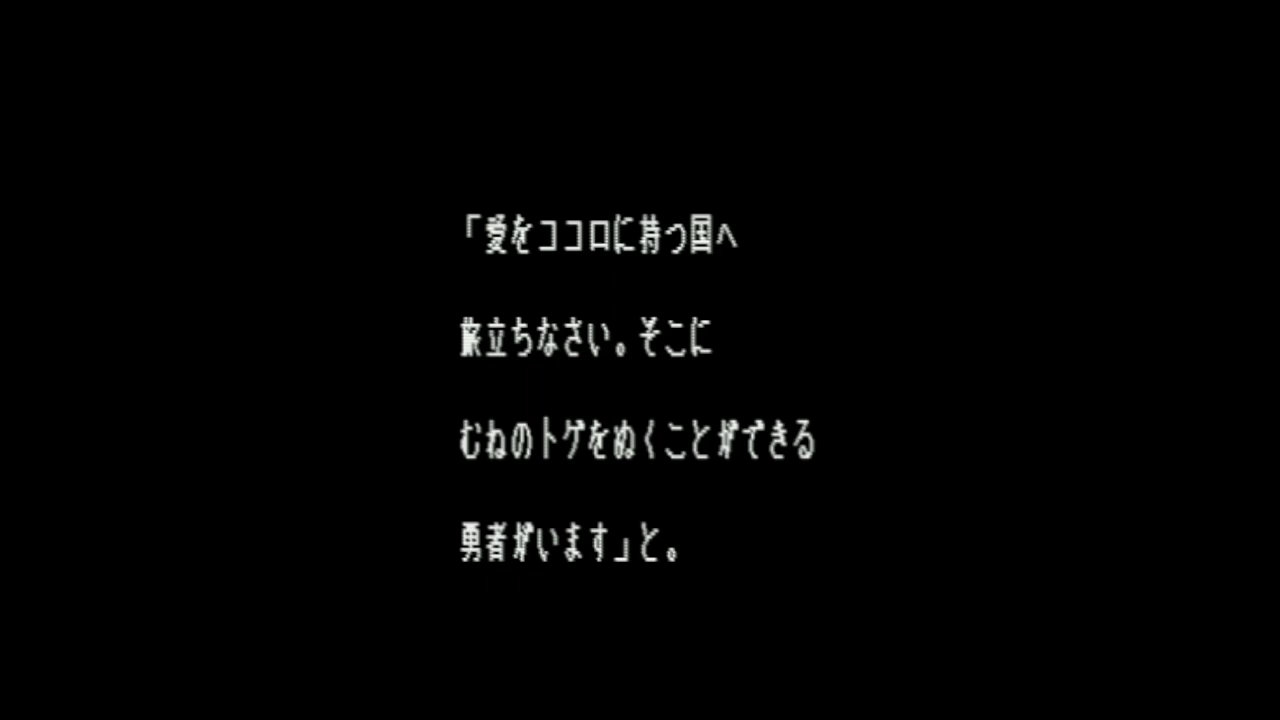 「愛をココロに持つ国へ
旅立ちなさい。そこに
むねのトゲをぬくことができる
勇者がいます」と。